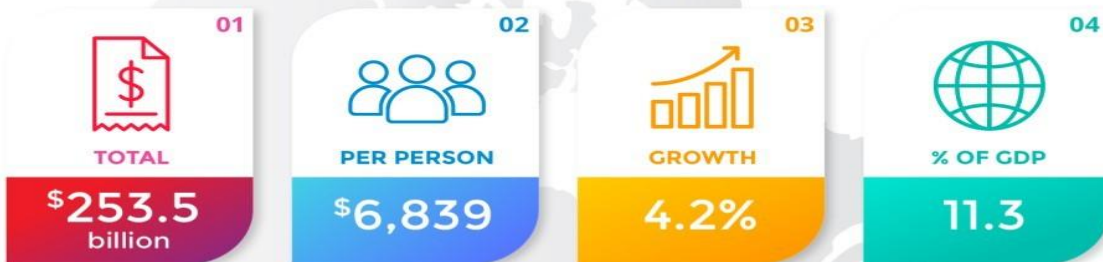 01
TOTAL
$253.5
billion
02
PER PERSON
$6,839
03
GROWTH
4.2%
04
% OF GDP
11.3